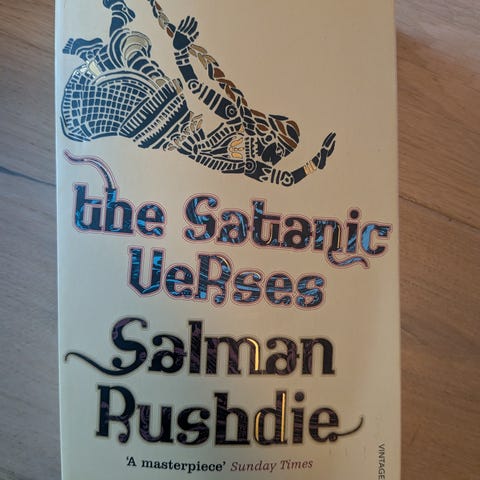 the Satanic
Verses
Salman
Rushdie
'A masterpiece' Sunday Times
VINTAGE